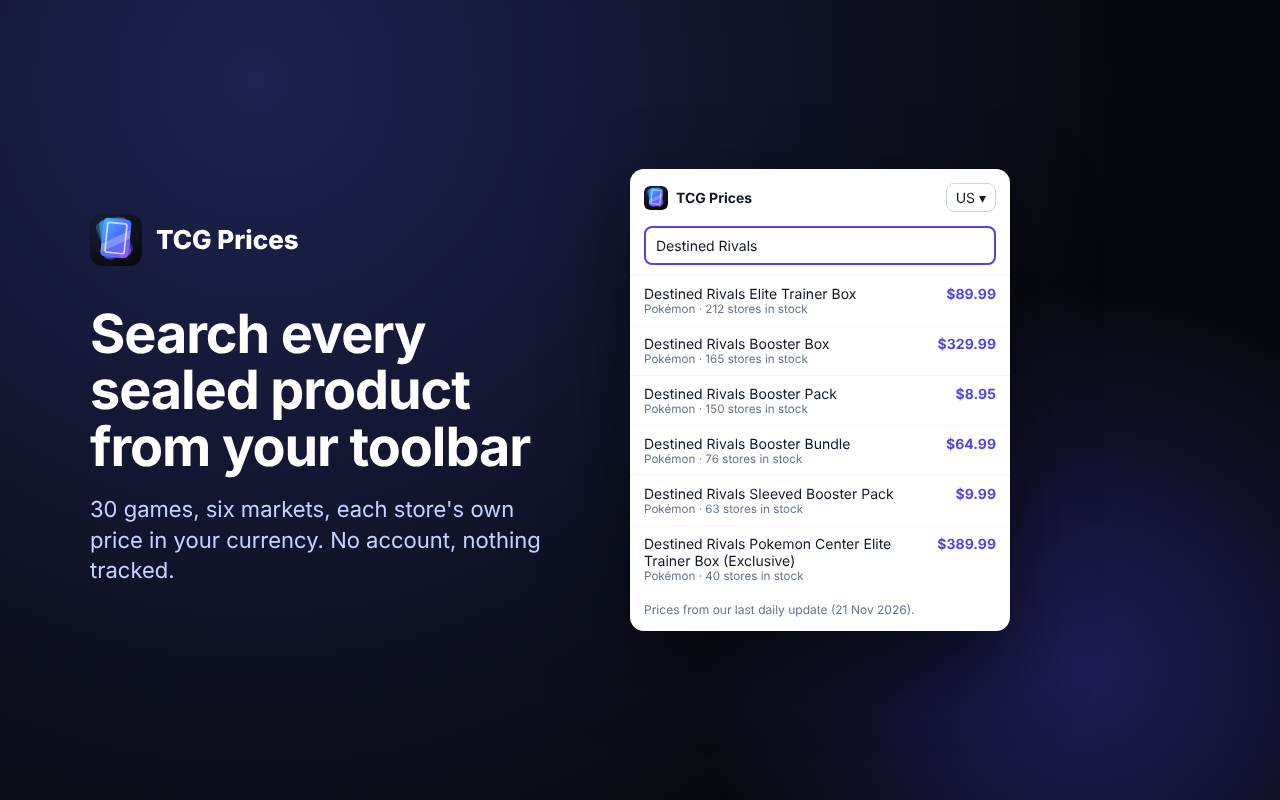 TCG Prices
Search every
sealed product
from your toolbar
30 games, six markets, each store's own
price in your currency. No account, nothing
tracked.
TCG Prices
US ▾
Destined Rivals
Destined Rivals Elite Trainer Box $89.99
Pokémon · 212 stores in stock
Destined Rivals Booster Box $329.99
Pokémon · 165 stores in stock
Destined Rivals Booster Pack $8.95
Pokémon · 150 stores in stock
Destined Rivals Booster Bundle $64.99
Pokémon · 76 stores in stock
Destined Rivals Sleeved Booster Pack $9.99
Pokémon · 63 stores in stock
Destined Rivals Pokemon Center Elite $389.99
Trainer Box (Exclusive)
Pokémon · 40 stores in stock
Prices from our last daily update (21 Nov 2026).